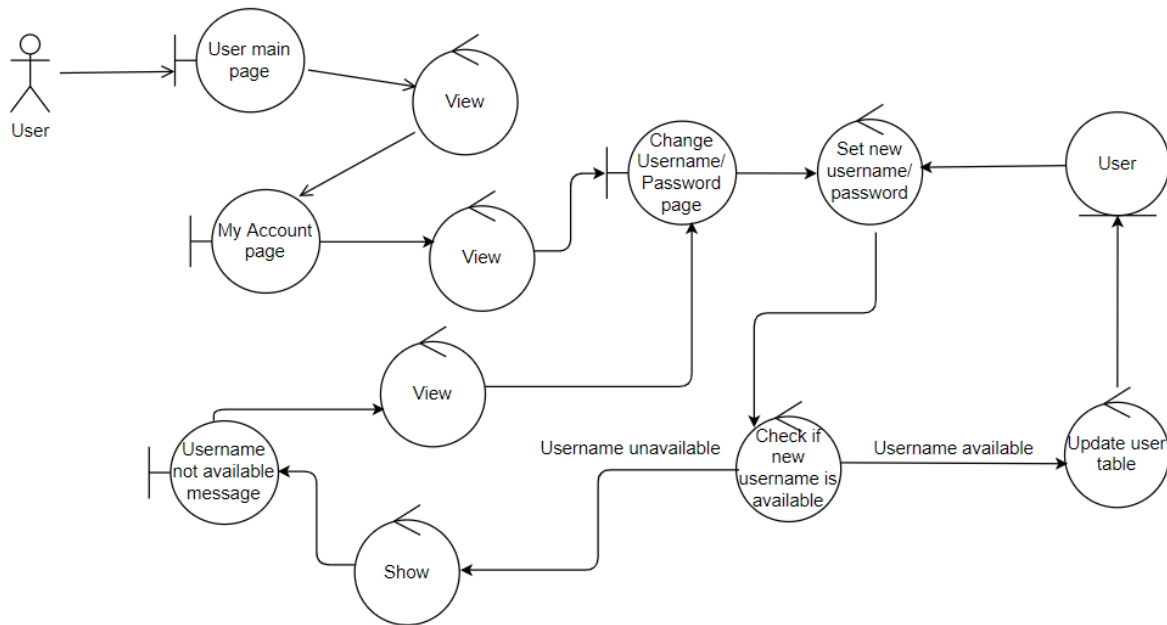 User main
page
User
View
Change
Username/
Password
page
Set new
username/
password
User
My Account
page
View
View
Username
not available
message
Username unavailable
Check if
new
username is
available
Username available
Update user
table
Show